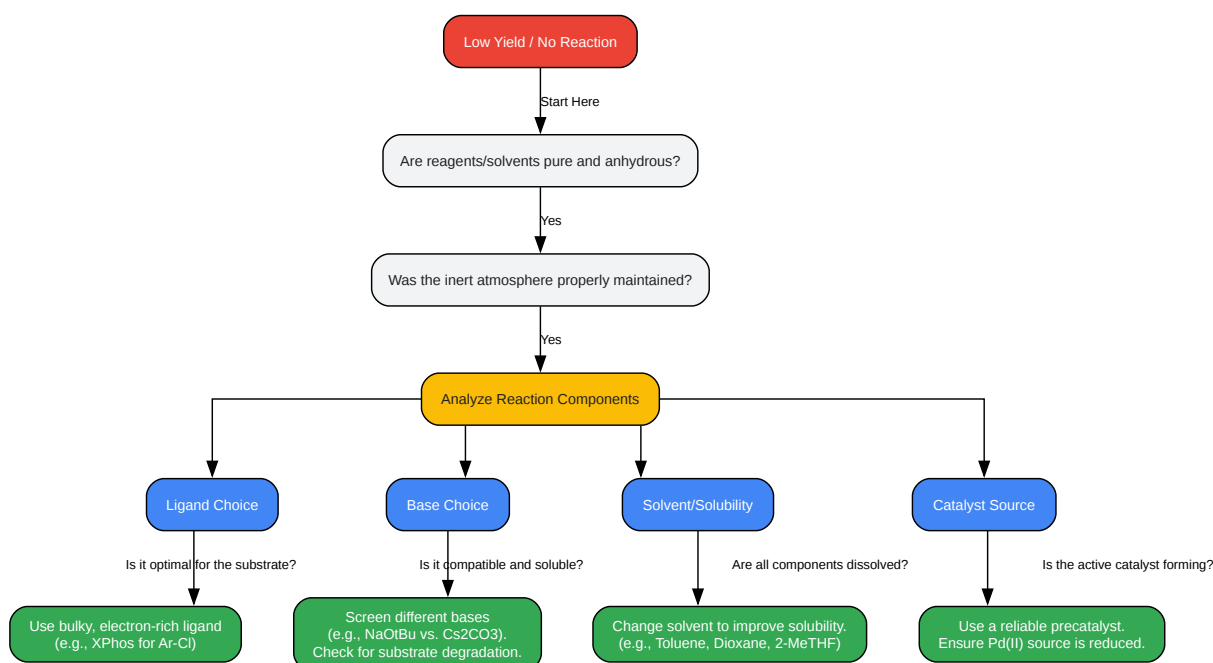 Low Yield / No Reaction
Start Here
Are reagents/solvents pure and anhydrous?
Yes
Was the inert atmosphere properly maintained?
Yes
Analyze Reaction Components
Ligand Choice
Base Choice
Solvent/Solubility
Catalyst Source
Is it optimal for the substrate?
Is it compatible and soluble?
Are all components dissolved?
Is the active catalyst forming?
Use bulky, electron-rich ligand
(e.g., XPhos for Ar-Cl)
Screen different bases
(e.g., NaOtBu vs. Cs2CO3).
Check for substrate degradation.
Change solvent to improve solubility.
(e.g., Toluene, Dioxane, 2-MeTHF)
Use a reliable precatalyst.
Ensure Pd(II) source is reduced.